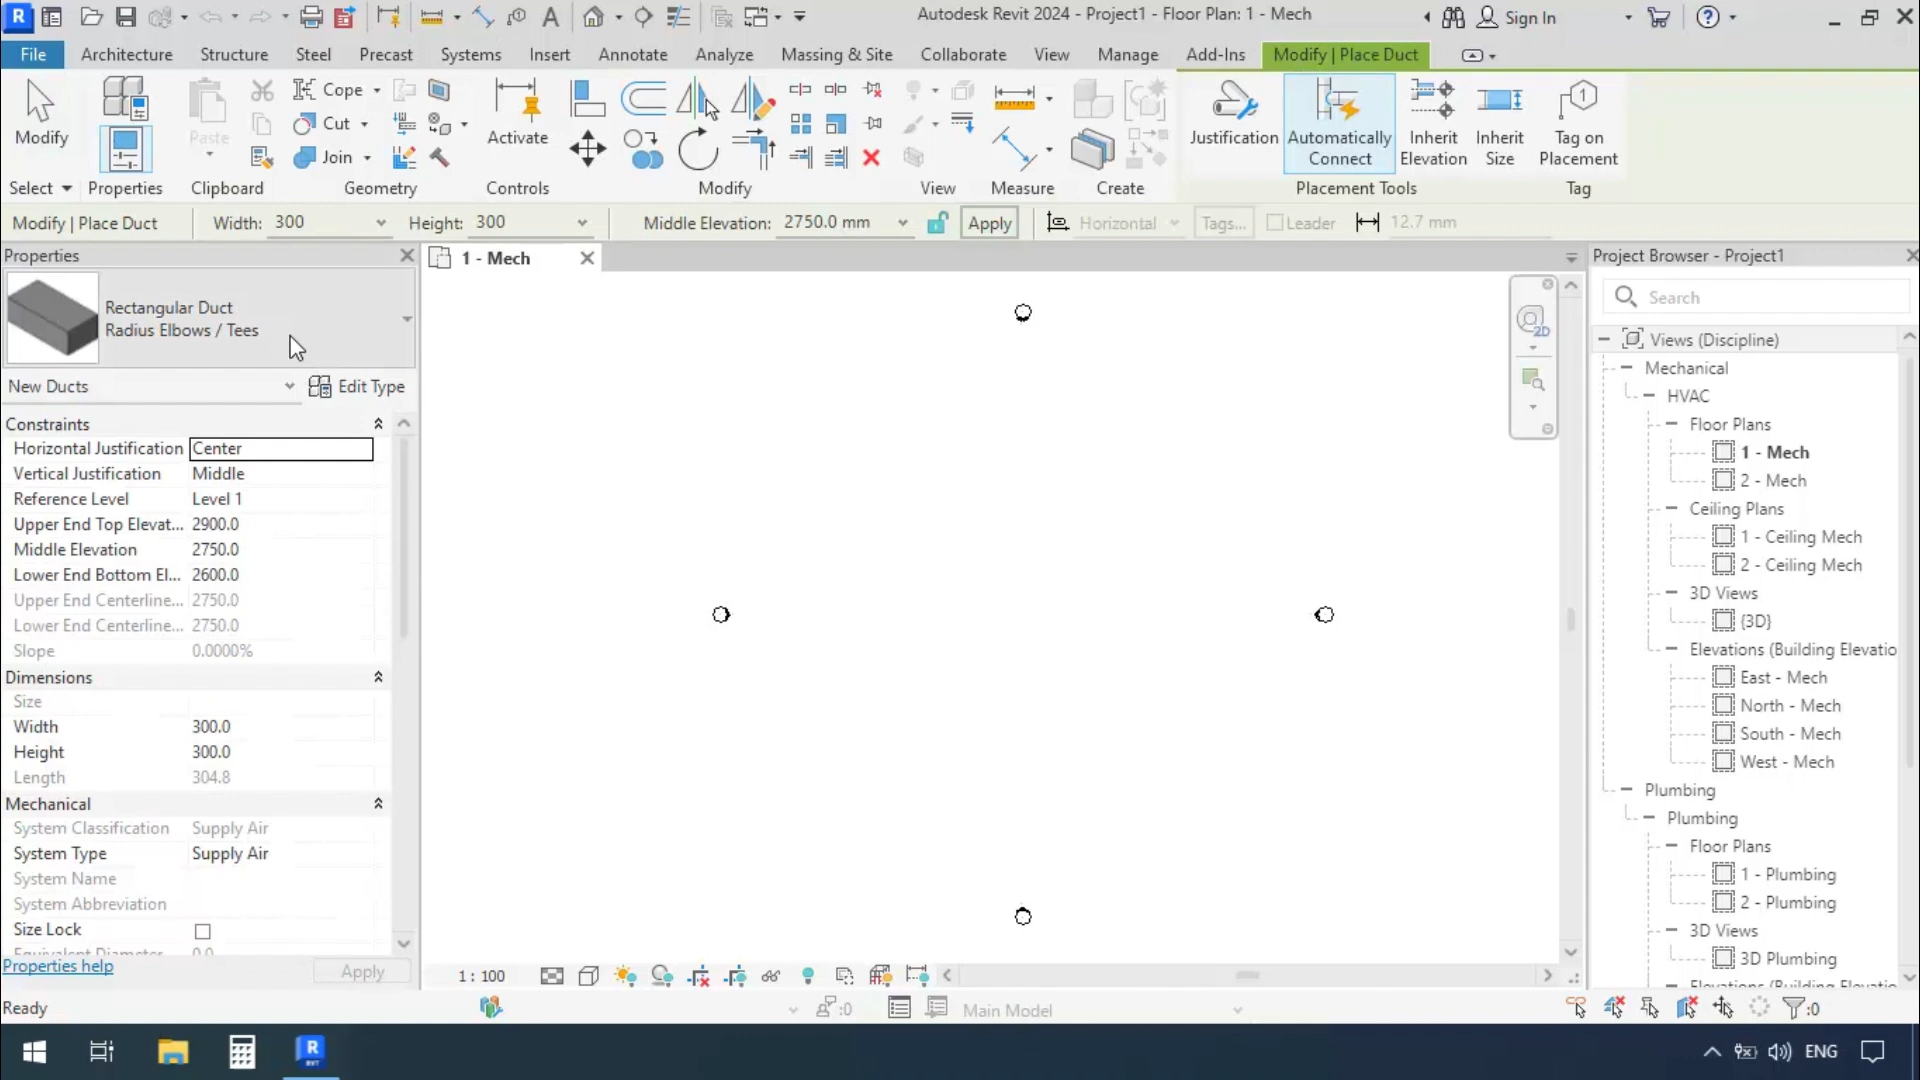 R
Autodesk Revit 2024 - Project1 - Floor Plan: 1 - Mech
Sign In
File
Architecture
Structure
Steel
Precast
Systems
Insert
Annotate
Analyze
Massing & Site
Collaborate
View
Manage
Add-Ins
Modify | Place Duct
Modify
Paste
Cope
Cut
Join
Activate
Justification
Automatically
Connect
Inherit
Elevation
Inherit
Size
Tag on
Placement
Select
Properties
Clipboard
Geometry
Controls
Modify
View
Measure
Create
Placement Tools
Tag
Modify | Place Duct
Width: 300
Height: 300
Middle Elevation: 2750.0 mm
Apply
Horizontal
Tags...
Leader
12.7 mm
Properties
1 - Mech
Rectangular Duct
Radius Elbows / Tees
New Ducts
Edit Type
Constraints
Horizontal Justification Center
Vertical Justification Middle
Reference Level Level 1
Upper End Top Elevat... 2900.0
Middle Elevation 2750.0
Lower End Bottom El... 2600.0
Upper End Centerline... 2750.0
Lower End Centerline... 2750.0
Slope 0.0000%
Dimensions
Size
Width 300.0
Height 300.0
Length 304.8
Mechanical
System Classification Supply Air
System Type Supply Air
System Name
System Abbreviation
Size Lock
Equivalent Diameter 0.0
Properties help
Apply
2D
1 : 100
Project Browser - Project1
Search
Views (Discipline)
Mechanical
HVAC
Floor Plans
1 - Mech
2 - Mech
Ceiling Plans
1 - Ceiling Mech
2 - Ceiling Mech
3D Views
{3D}
Elevations (Building Elevatio
East - Mech
North - Mech
South - Mech
West - Mech
Plumbing
Plumbing
Floor Plans
1 - Plumbing
2 - Plumbing
3D Views
3D Plumbing
Elevations (Building Elevatio
Ready
:0
Main Model
:0
R
RVT
ENG